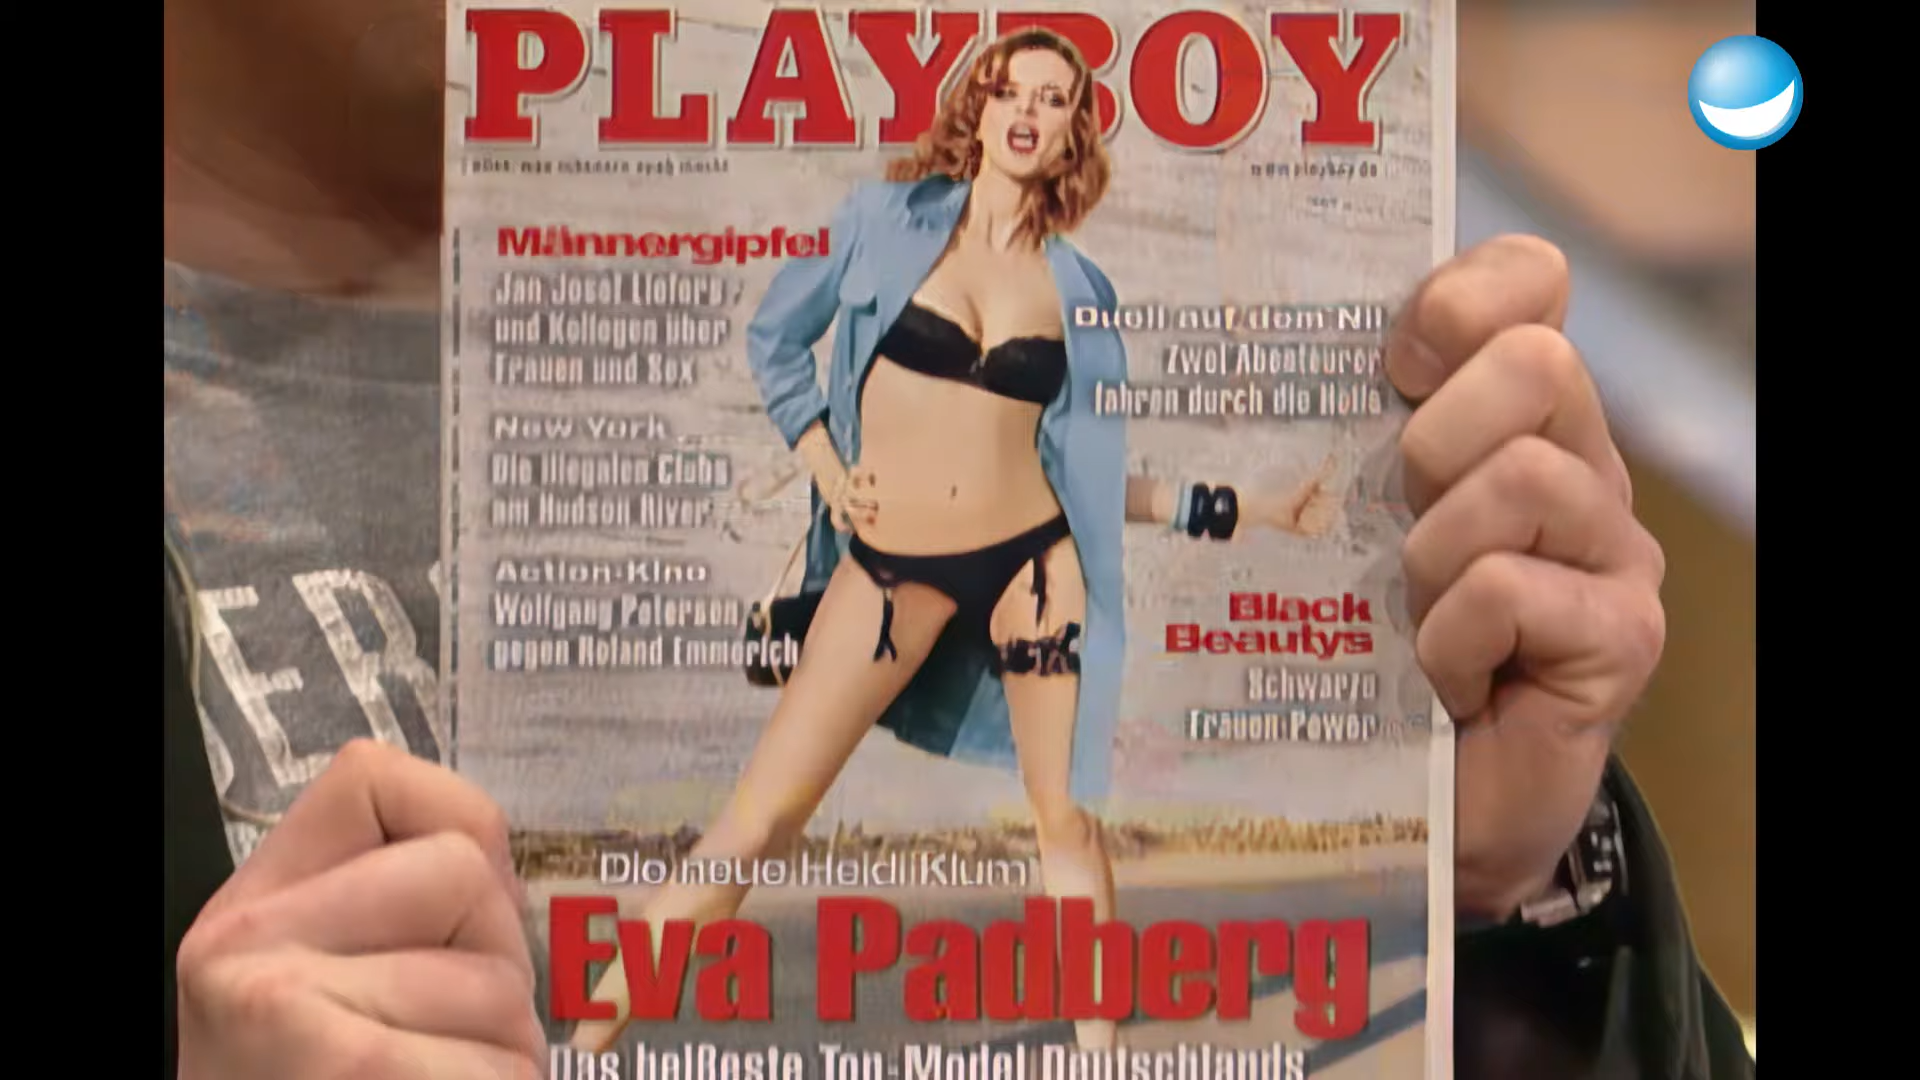 PLAYBOY
Männergipfel
Jan Josef Liefers
und Kollegen über
Frauen und Sex
New York
Die illegalen Clubs
am Hudson River
Action-Kino
Wolfgang Petersen
gegen Roland Emmerich
Duell auf dem Nil
Zwei Abenteurer
fahren durch die Hölle
Black
Beautys
Schwarze
Frauen-Power
Die neue Heidi Klum
Eva Padberg
Das heißeste Top-Model Deutschlands